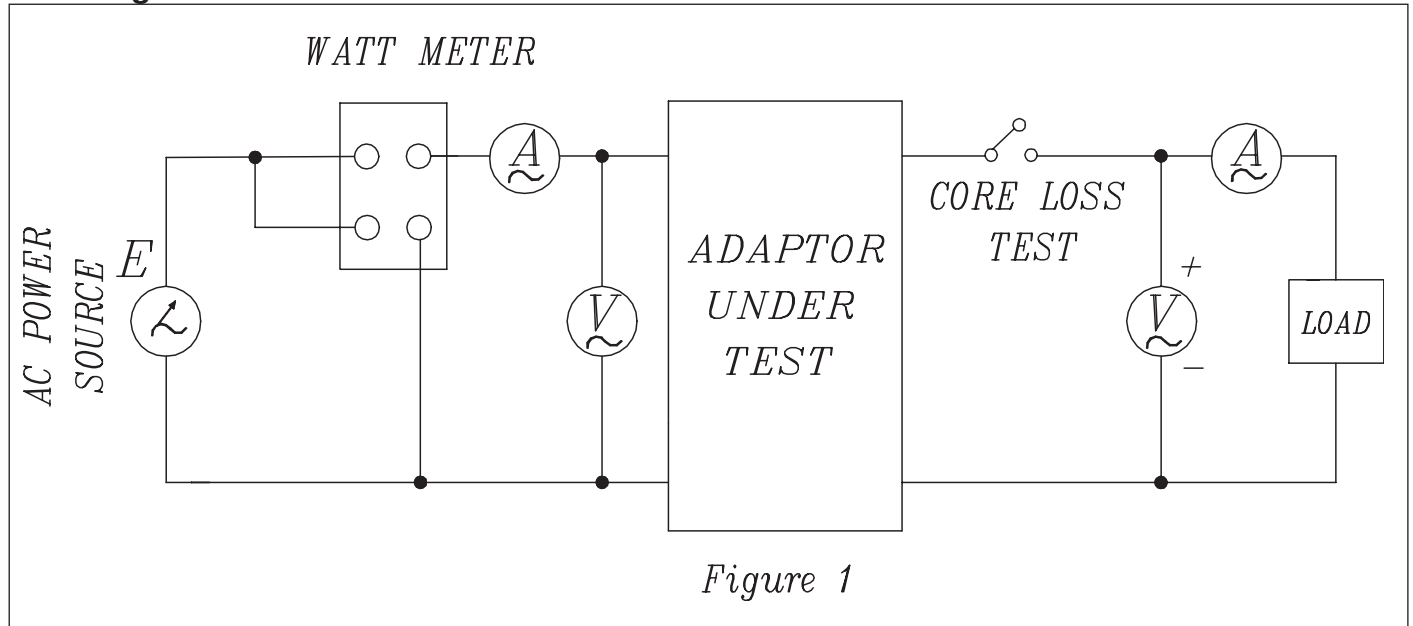 WATT METER
AC POWER
SOURCE
E
A
V
ADAPTOR
UNDER
TEST
CORE LOSS
TEST
V
+
−
A
LOAD
Figure 1